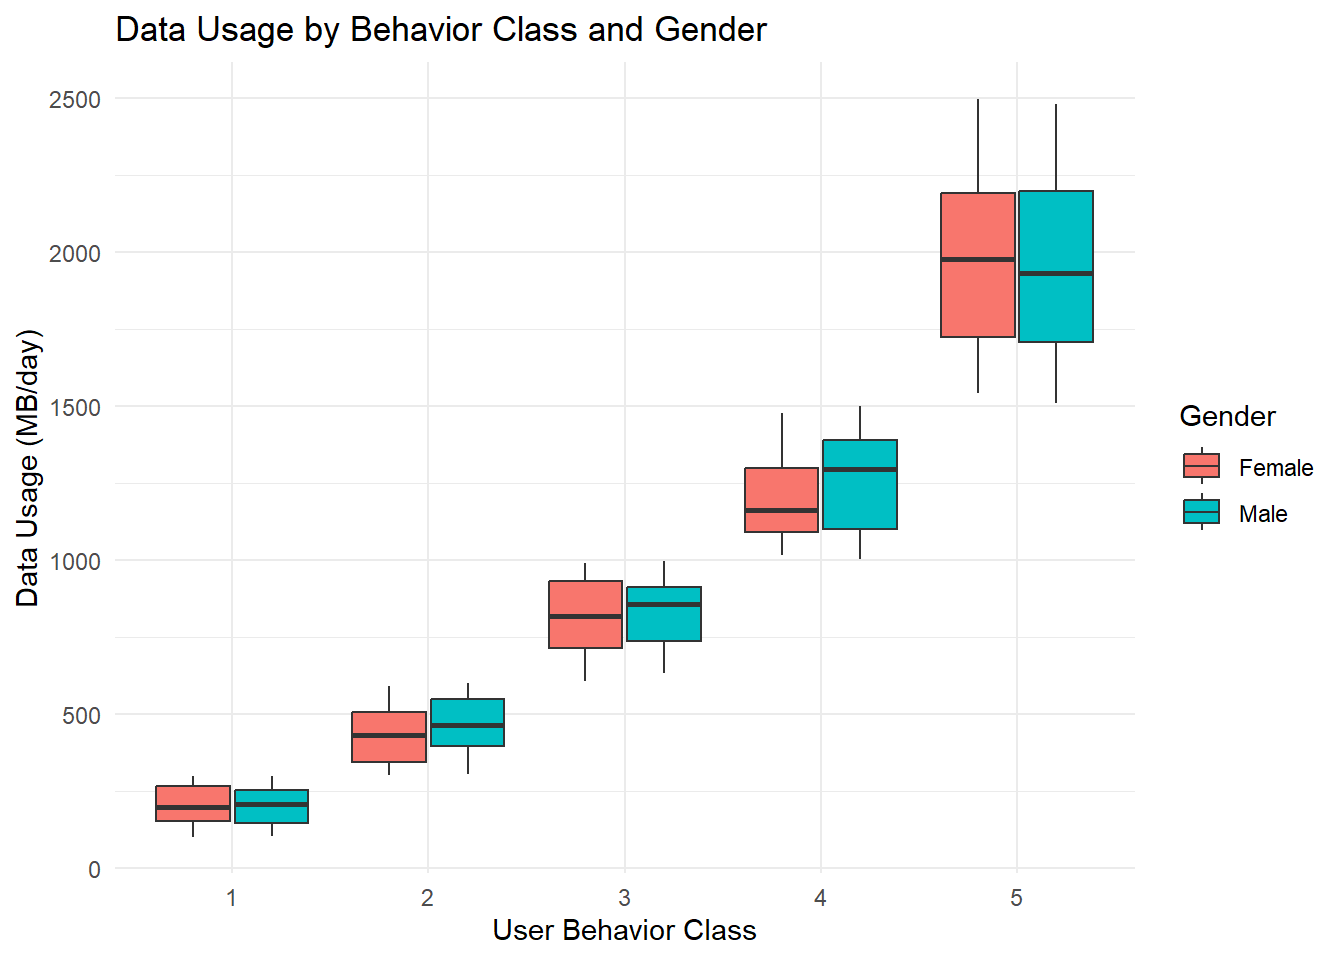 Data Usage by Behavior Class and Gender
Data Usage (MB/day)
2500
2000
1500
1000
500
0
1 2 3 4 5
User Behavior Class
Gender
Female
Male